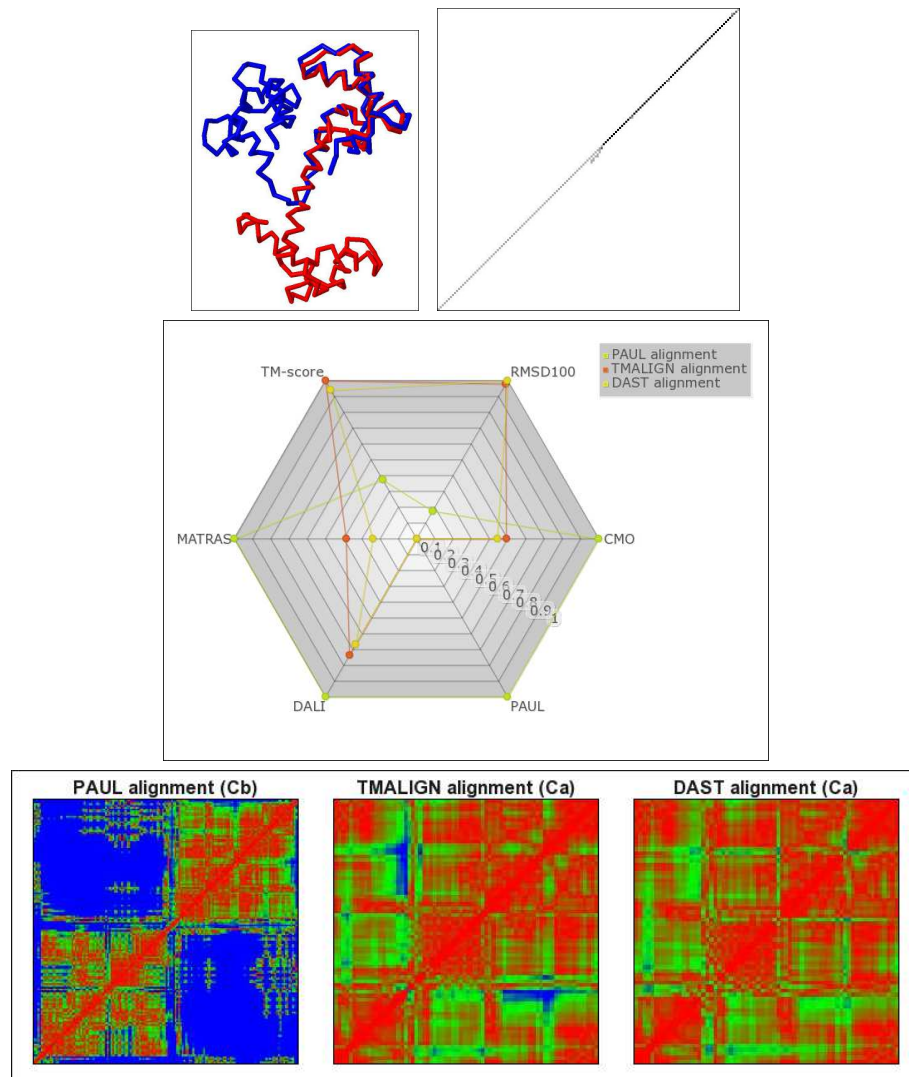 TM-score
RMSD100
PAUL alignment
TMALIGN alignment
DAST alignment
MATRAS
CMO
0.1
0.2
0.3
0.4
0.5
0.6
0.7
0.8
0.9
1
DALI
PAUL
PAUL alignment (Cb)
TMALIGN alignment (Ca)
DAST alignment (Ca)